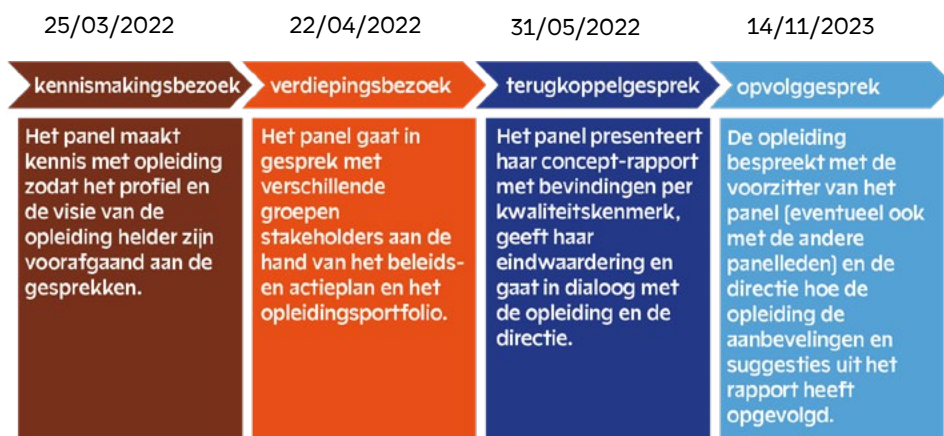 25/03/2022
22/04/2022
31/05/2022
14/11/2023
kennismakingsbezoek
verdiepingsbezoek
terugkoppelgesprek
opvolggesprek
Het panel maakt
kennis met opleiding
zodat het profiel en
de visie van de
opleiding helder zijn
voorafgaand aan de
gesprekken.
Het panel gaat in
gesprek met
verschillende
groepen
stakeholders aan de
hand van het beleids-
en actieplan en het
opleidingsportfolio.
Het panel presenteert
haar concept-rapport
met bevindingen per
kwaliteitskenmerk,
geeft haar
eindwaardering en
gaat in dialoog met
de opleiding en de
directie.
De opleiding
bespreekt met de
voorzitter van het
panel (eventueel ook
met de andere
panelleden) en de
directie hoe de
opleiding de
aanbevelingen en
suggesties uit het
rapport heeft
opgevolgd.